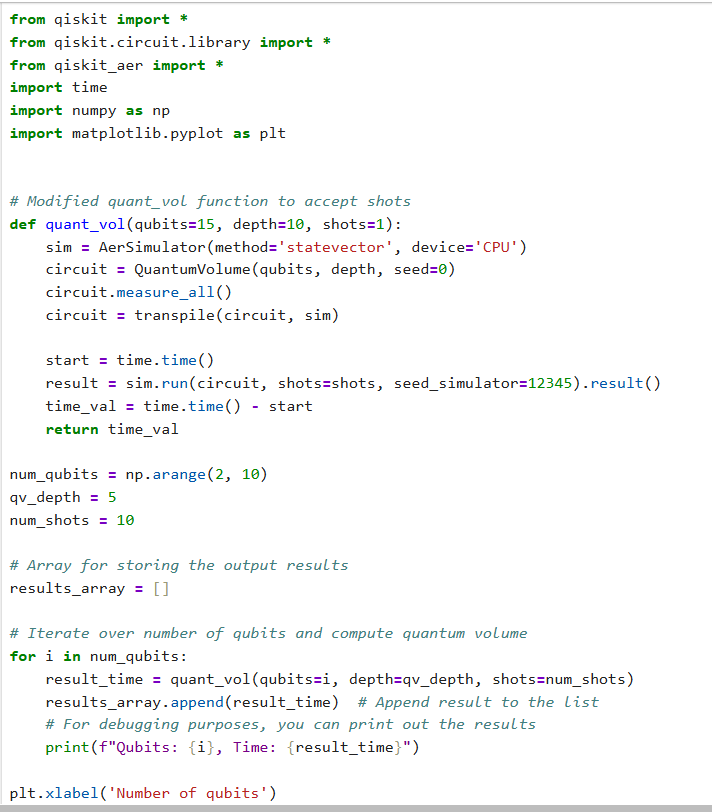 from qiskit import *
from qiskit.circuit.library import *
from qiskit_aer import *
import time
import numpy as np
import matplotlib.pyplot as plt
# Modified quant_vol function to accept shots
def quant_vol(qubits=15, depth=10, shots=1):
    sim = AerSimulator(method='statevector', device='CPU')
    circuit = QuantumVolume(qubits, depth, seed=0)
    circuit.measure_all()
    circuit = transpile(circuit, sim)
    start = time.time()
    result = sim.run(circuit, shots=shots, seed_simulator=12345).result()
    time_val = time.time() - start
    return time_val
num_qubits = np.arange(2, 10)
qv_depth = 5
num_shots = 10
# Array for storing the output results
results_array = []
# Iterate over number of qubits and compute quantum volume
for i in num_qubits:
    result_time = quant_vol(qubits=i, depth=qv_depth, shots=num_shots)
    results_array.append(result_time)  # Append result to the list
    # For debugging purposes, you can print out the results
    print(f"Qubits: {i}, Time: {result_time}")
plt.xlabel('Number of qubits')